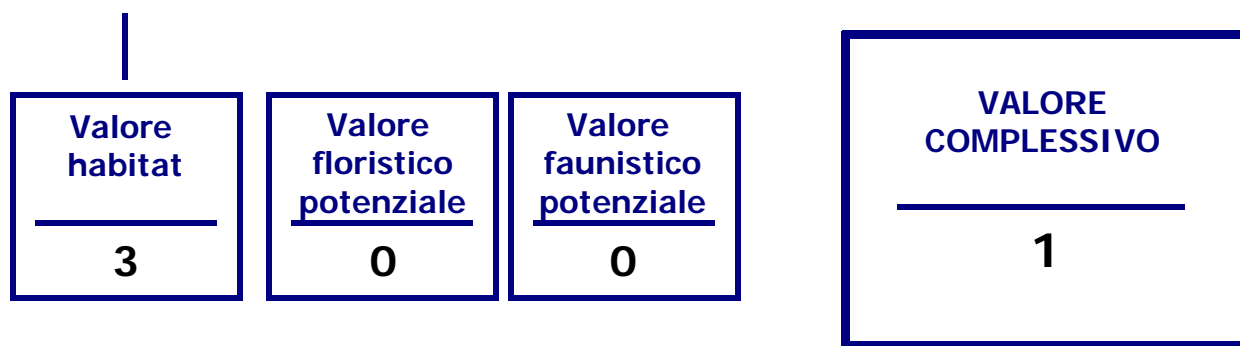 Valore
habitat
3
Valore
floristico
potenziale
0
Valore
faunistico
potenziale
0
VALORE
COMPLESSIVO
1